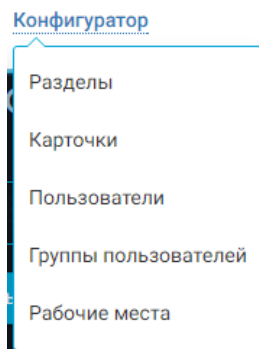 Конфигуратор
Разделы
Карточки
Пользователи
Группы пользователей
Рабочие места